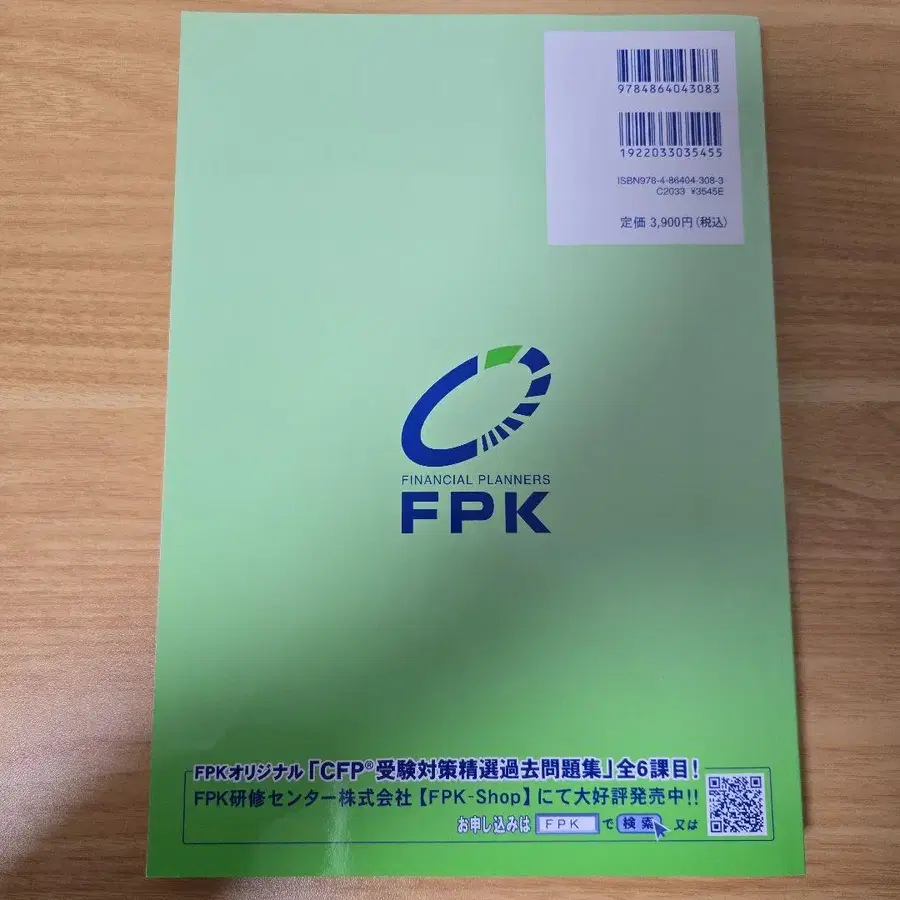 9784864043083
1922033035455
ISBN978-4-86404-308-3
C2033 ¥3545E
定価 3,900円(税込)
FINANCIAL PLANNERS
FPK
FPKオリジナル「CFP®受験対策精選過去問題集」全6課目!
FPK研修センター株式会社【FPK-Shop】にて大好評発売中!!
お申し込みは FPK で 検索 又は